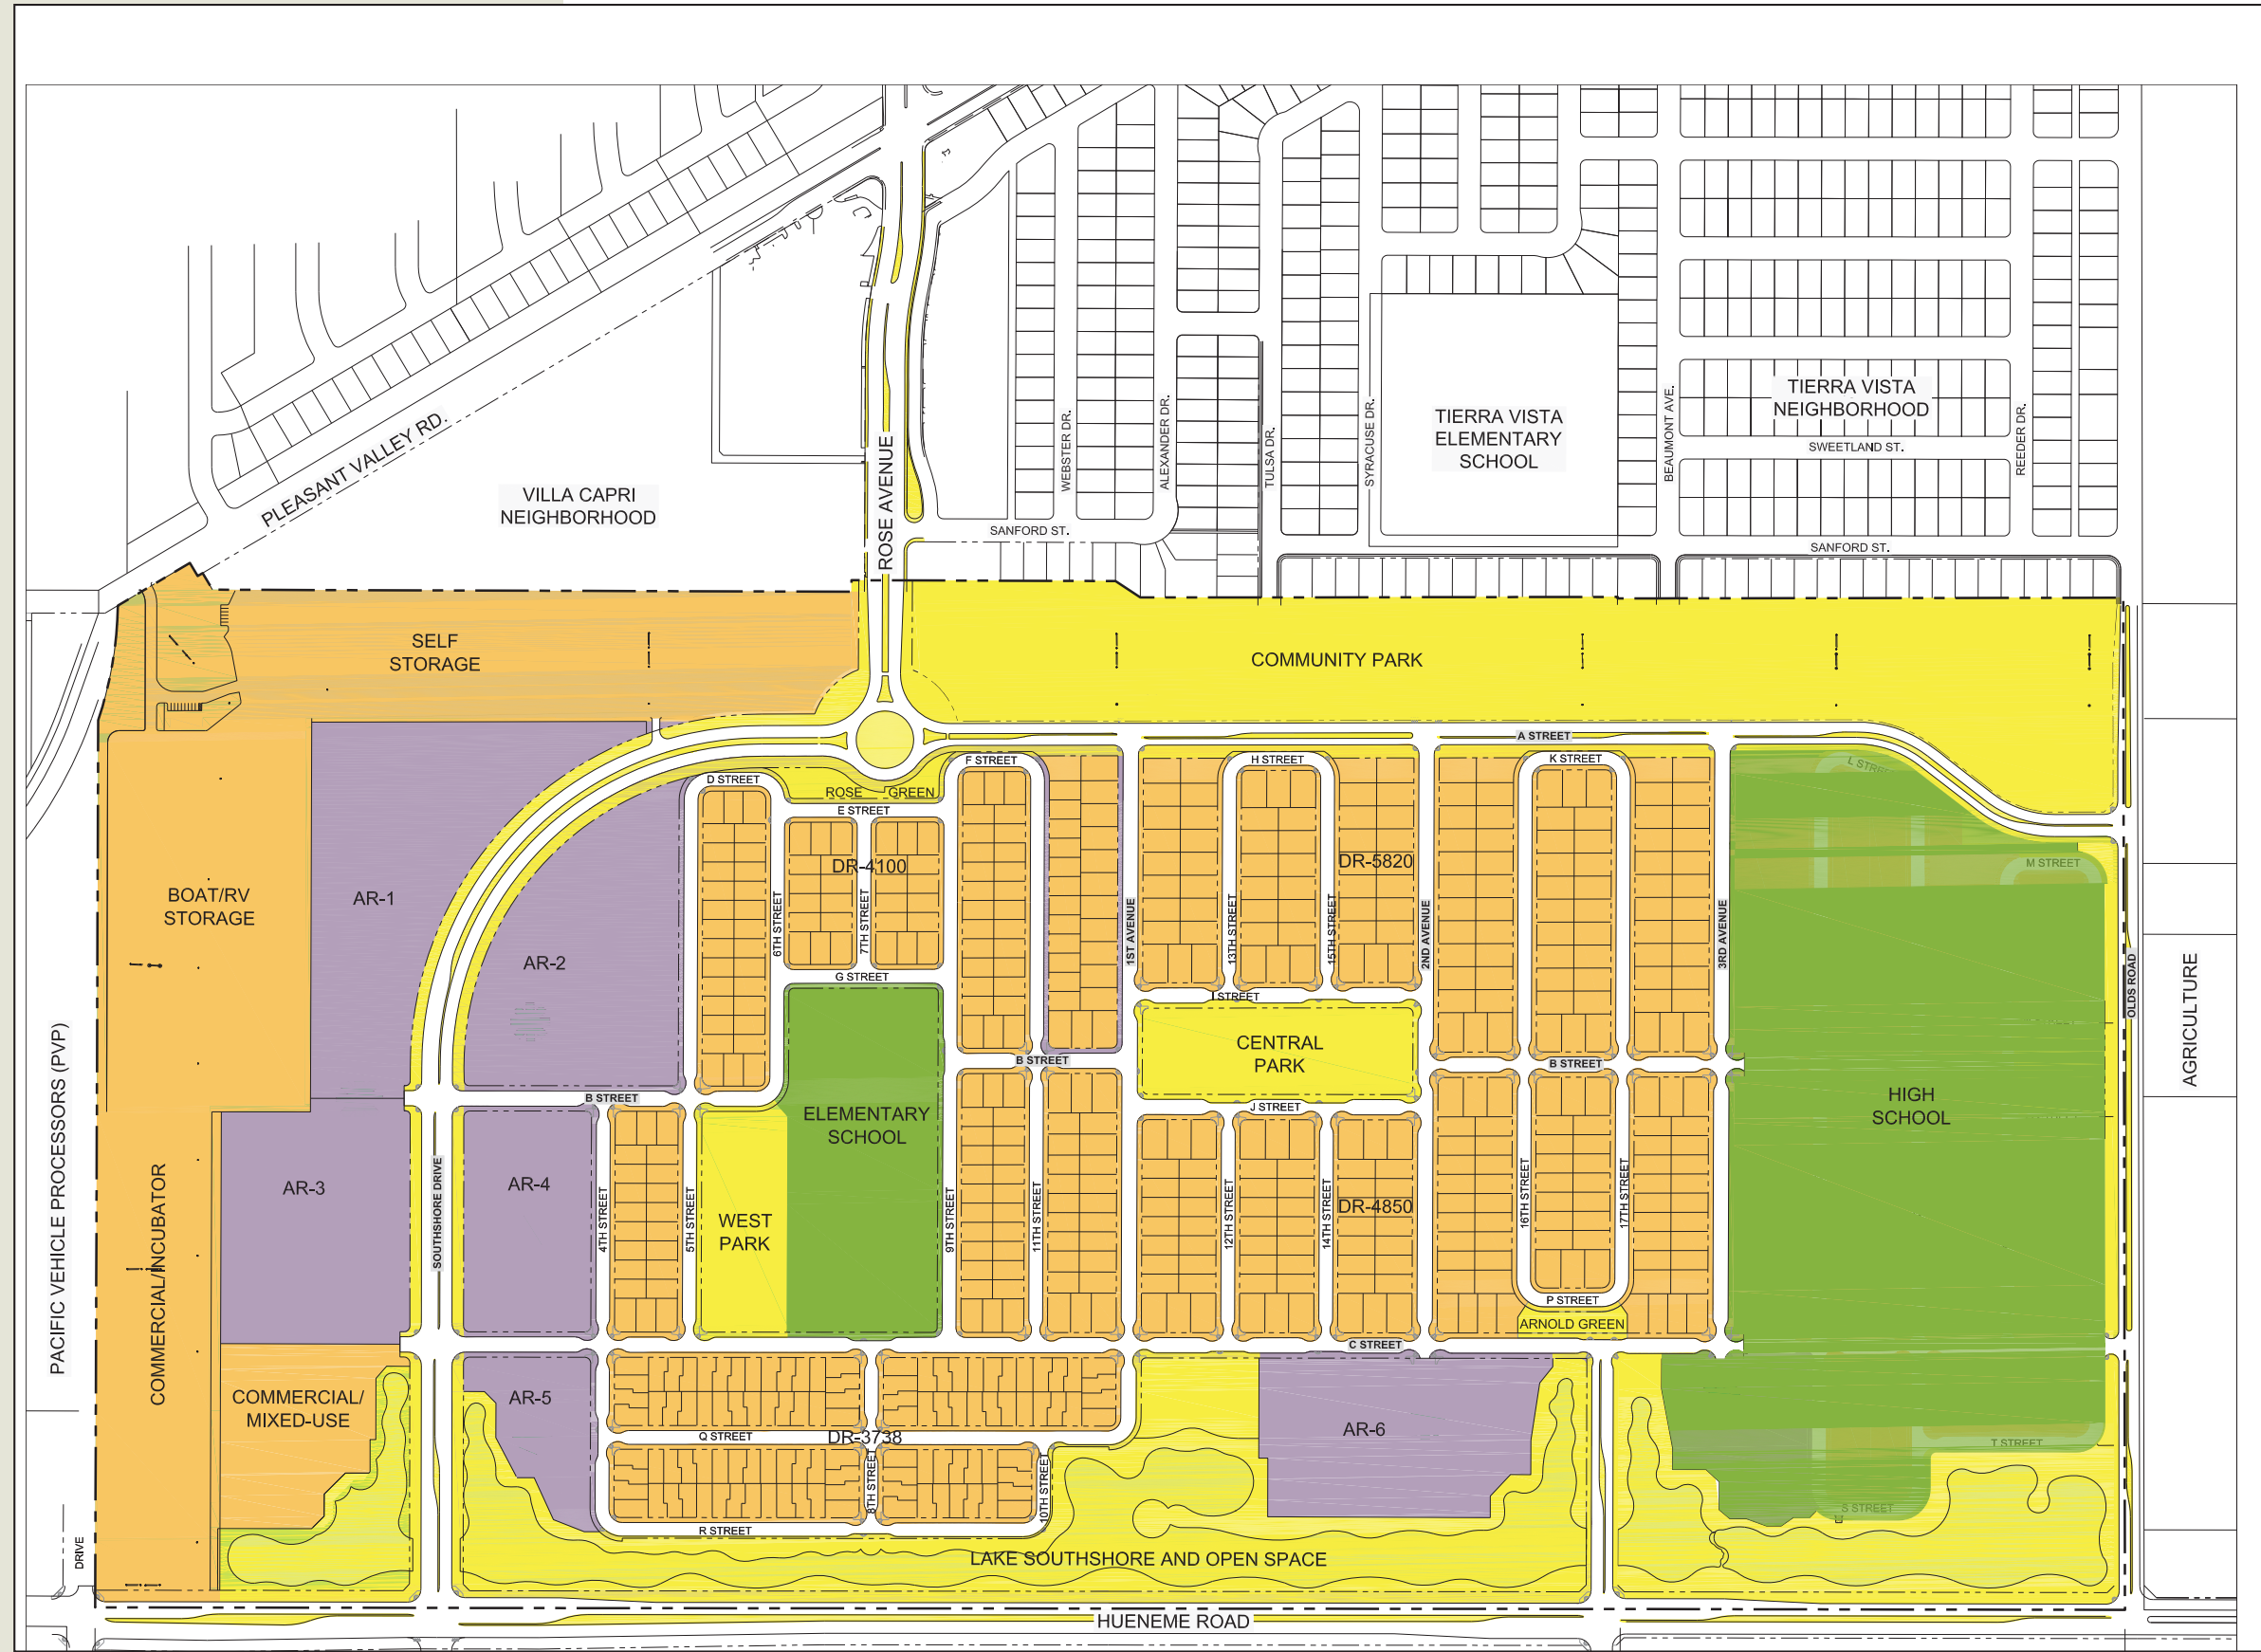 PLEASANT VALLEY RD.
VILLA CAPRI
NEIGHBORHOOD
ROSE AVENUE
WEBSTER DR.
ALEXANDER DR.
TULSA DR.
SYRACUSE DR.
TIERRA VISTA
ELEMENTARY
SCHOOL
BEAUMONT AVE.
TIERRA VISTA
NEIGHBORHOOD
SWEETLAND ST.
REEDER DR.
SANFORD ST.
SANFORD ST.
SELF
STORAGE
COMMUNITY PARK
A STREET
F STREET
H STREET
K STREET
L STREET
D STREET
ROSE GREEN
E STREET
DR-4100
DR-5820
M STREET
BOAT/RV
STORAGE
AR-1
AR-2
6TH STREET
7TH STREET
1ST AVENUE
13TH STREET
15TH STREET
2ND AVENUE
3RD AVENUE
OLDS ROAD
AGRICULTURE
G STREET
I STREET
CENTRAL
PARK
B STREET
B STREET
B STREET
J STREET
ELEMENTARY
SCHOOL
HIGH
SCHOOL
PACIFIC VEHICLE PROCESSORS (PVP)
COMMERCIAL/INCUBATOR
AR-3
SOUTHSHORE DRIVE
AR-4
4TH STREET
5TH STREET
WEST
PARK
9TH STREET
11TH STREET
12TH STREET
14TH STREET
DR-4850
16TH STREET
17TH STREET
P STREET
ARNOLD GREEN
C STREET
COMMERCIAL/
MIXED-USE
AR-5
AR-6
Q STREET
DR-3738
T STREET
8TH STREET
10TH STREET
S STREET
R STREET
DRIVE
LAKE SOUTHSHORE AND OPEN SPACE
HUENEME ROAD